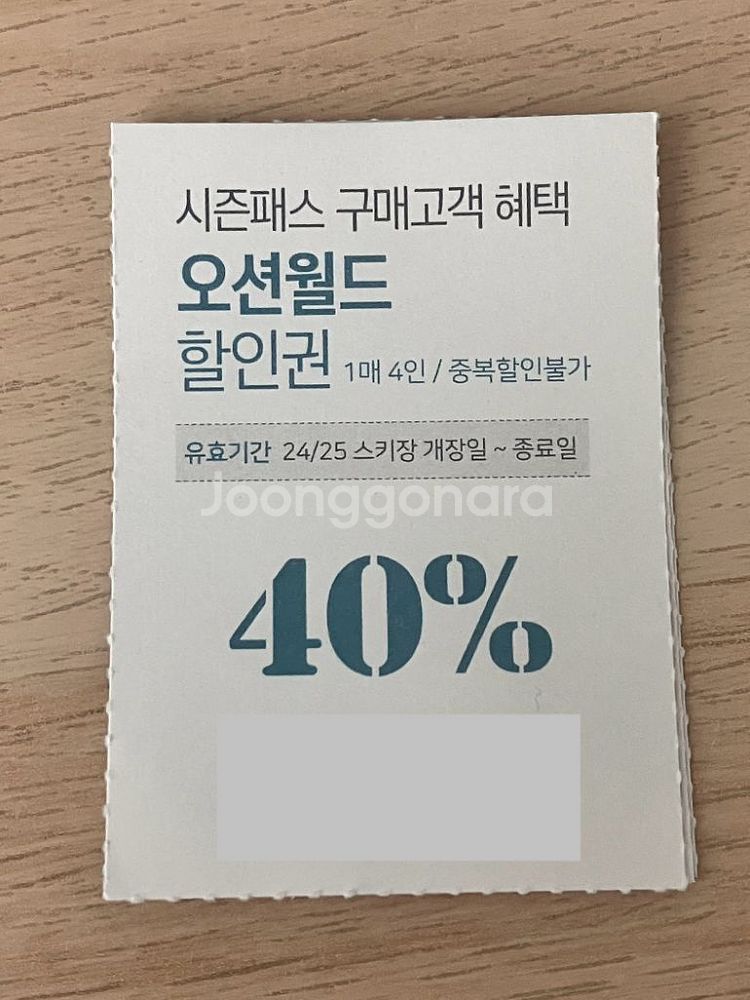 시즌패스 구매고객 혜택
오션월드
할인권 1매 4인 / 중복할인불가
유효기간 24/25 스키장 개장일 ~ 종료일
Joonggonara
40%